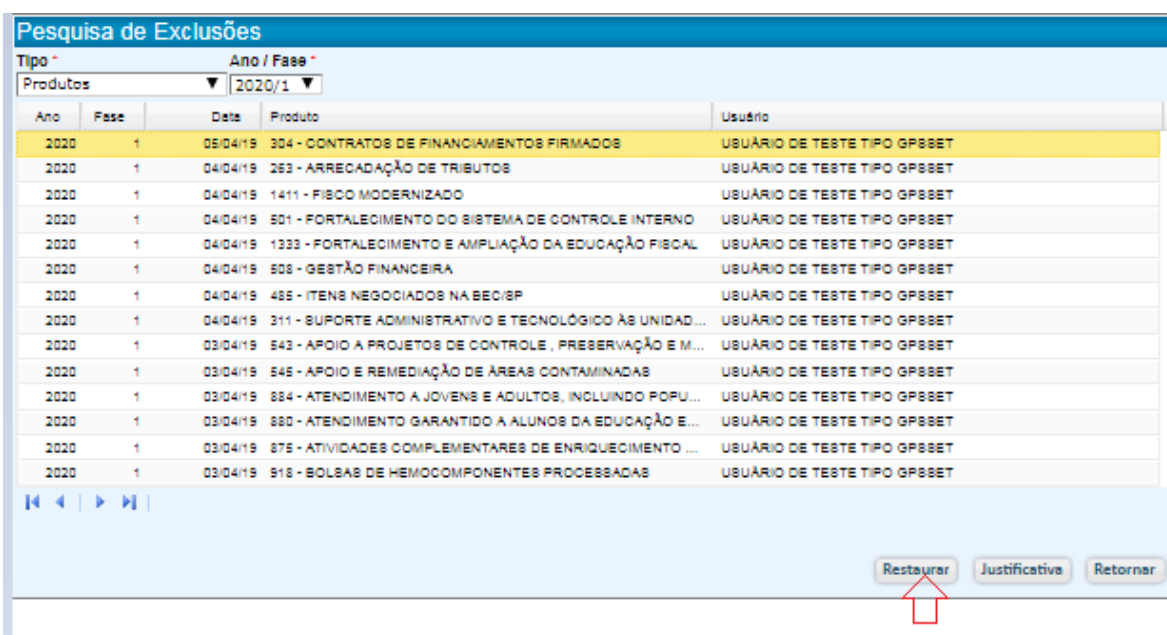 Pesquisa de Exclusões
Tipo * Ano / Fase *
Produtos 2020/1
Ano Fase Data Produto Usuário
2020 1 05/04/19 304 - CONTRATOS DE FINANCIAMENTOS FIRMADOS USUÁRIO DE TESTE TIPO GPSSET
2020 1 04/04/19 263 - ARRECADAÇÃO DE TRIBUTOS USUÁRIO DE TESTE TIPO GPSSET
2020 1 04/04/19 1411 - FISCO MODERNIZADO USUÁRIO DE TESTE TIPO GPSSET
2020 1 04/04/19 501 - FORTALECIMENTO DO SISTEMA DE CONTROLE INTERNO USUÁRIO DE TESTE TIPO GPSSET
2020 1 04/04/19 1333 - FORTALECIMENTO E AMPLIAÇÃO DA EDUCAÇÃO FISCAL USUÁRIO DE TESTE TIPO GPSSET
2020 1 04/04/19 508 - GESTÃO FINANCEIRA USUÁRIO DE TESTE TIPO GPSSET
2020 1 04/04/19 485 - ITENS NEGOCIADOS NA BEC/SP USUÁRIO DE TESTE TIPO GPSSET
2020 1 04/04/19 311 - SUPORTE ADMINISTRATIVO E TECNOLÓGICO ÀS UNIDAD... USUÁRIO DE TESTE TIPO GPSSET
2020 1 03/04/19 543 - APOIO A PROJETOS DE CONTROLE , PRESERVAÇÃO E M... USUÁRIO DE TESTE TIPO GPSSET
2020 1 03/04/19 545 - APOIO E REMEDIAÇÃO DE ÁREAS CONTAMINADAS USUÁRIO DE TESTE TIPO GPSSET
2020 1 03/04/19 884 - ATENDIMENTO A JOVENS E ADULTOS, INCLUINDO POPU... USUÁRIO DE TESTE TIPO GPSSET
2020 1 03/04/19 880 - ATENDIMENTO GARANTIDO A ALUNOS DA EDUCAÇÃO E... USUÁRIO DE TESTE TIPO GPSSET
2020 1 03/04/19 875 - ATIVIDADES COMPLEMENTARES DE ENRIQUECIMENTO ... USUÁRIO DE TESTE TIPO GPSSET
2020 1 03/04/19 918 - BOLSAS DE HEMOCOMPONENTES PROCESSADAS USUÁRIO DE TESTE TIPO GPSSET
Restaurar Justificativa Retornar